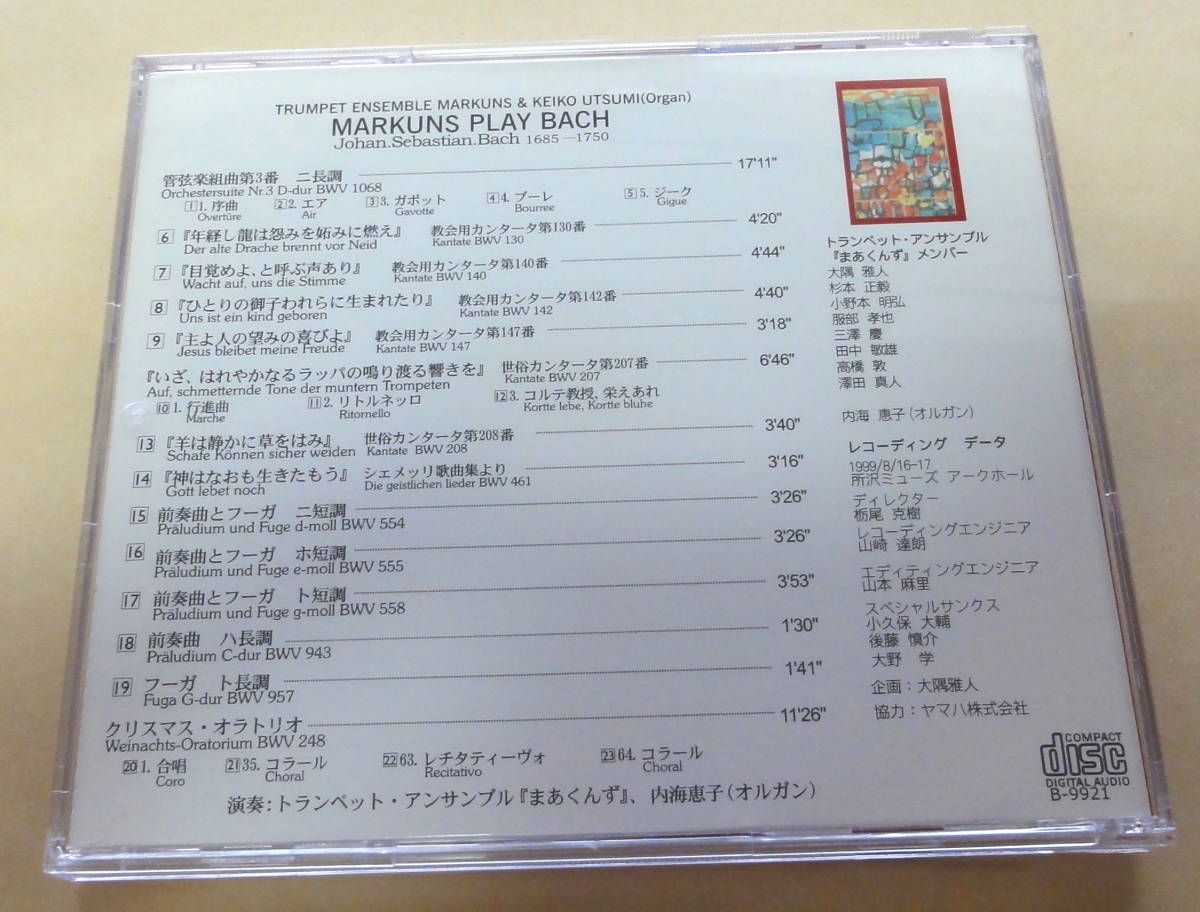 TRUMPET ENSEMBLE MARKUNS & KEIKO UTSUMI(Organ)
MARKUNS PLAY BACH
Johan.Sebastian.Bach 1685—1750
管弦楽組曲第3番 ニ長調 17'11"
Orchestersuite Nr.3 D-dur BWV 1068
1 1. 序曲 2 2. エア 3 3. ガボット 4 4. ブーレ 5 5. ジーク
Overtüre Air Gavotte Bourree Gigue
6 『年経し龍は怨みを妬みに燃え』 教会用カンタータ第130番 4'20"
Der alte Drache brennt vor Neid Kantate BWV 130
7 『目覚めよ、と呼ぶ声あり』 教会用カンタータ第140番 4'44"
Wacht auf, uns die Stimme Kantate BWV 140
8 『ひとりの御子われらに生まれたり』 教会用カンタータ第142番 4'40"
Uns ist ein kind geboren Kantate BWV 142
9 『主よ人の望みの喜びよ』 教会用カンタータ第147番 3'18"
Jesus bleibet meine Freude Kantate BWV 147
『いざ、はれやかなるラッパの鳴り渡る響きを』 世俗カンタータ第207番 6'46"
Auf, schmetternde Tone der muntern Trompeten Kantate BWV 207
10 1. 行進曲 11 2. リトルネッロ 12 3. コルテ教授、栄えあれ
Marche Ritornello Kortte lebe, Kortte bluhe
13 『羊は静かに草をはみ』 世俗カンタータ第208番 3'40"
Schafe Können sicher weiden Kantate BWV 208
14 『神はなおも生きたもう』 シェメッリ歌曲集より 3'16"
Gott lebet noch Die geistlichen lieder BWV 461
15 前奏曲とフーガ ニ短調 3'26"
Präludium und Fuge d-moll BWV 554
16 前奏曲とフーガ ホ短調 3'26"
Präludium und Fuge e-moll BWV 555
17 前奏曲とフーガ ト短調 3'53"
Präludium und Fuge g-moll BWV 558
18 前奏曲 ハ長調 1'30"
Präludium C-dur BWV 943
19 フーガ ト長調 1'41"
Fuga G-dur BWV 957
クリスマス・オラトリオ 11'26"
Weinachts-Oratorium BWV 248
20 1. 合唱 21 35. コラール 22 63. レチタティーヴォ 23 64. コラール
Coro Choral Recitativo Choral
演奏:トランペット・アンサンブル『まあくんず』、内海恵子(オルガン)
トランペット・アンサンブル
『まあくんず』メンバー
大隅 雅人
杉本 正毅
小野本 明弘
服部 孝也
三澤 慶
田中 敏雄
高橋 敦
澤田 真人
内海 恵子(オルガン)
レコーディング データ
1999/8/16-17
所沢ミューズ アークホール
ディレクター
栃尾 克樹
レコーディングエンジニア
山崎 達朗
エディティングエンジニア
山本 麻里
スペシャルサンクス
小久保 大輔
後藤 慎介
大野 学
企画:大隅雅人
協力:ヤマハ株式会社
COMPACT
disc
DIGITAL AUDIO
B-9921